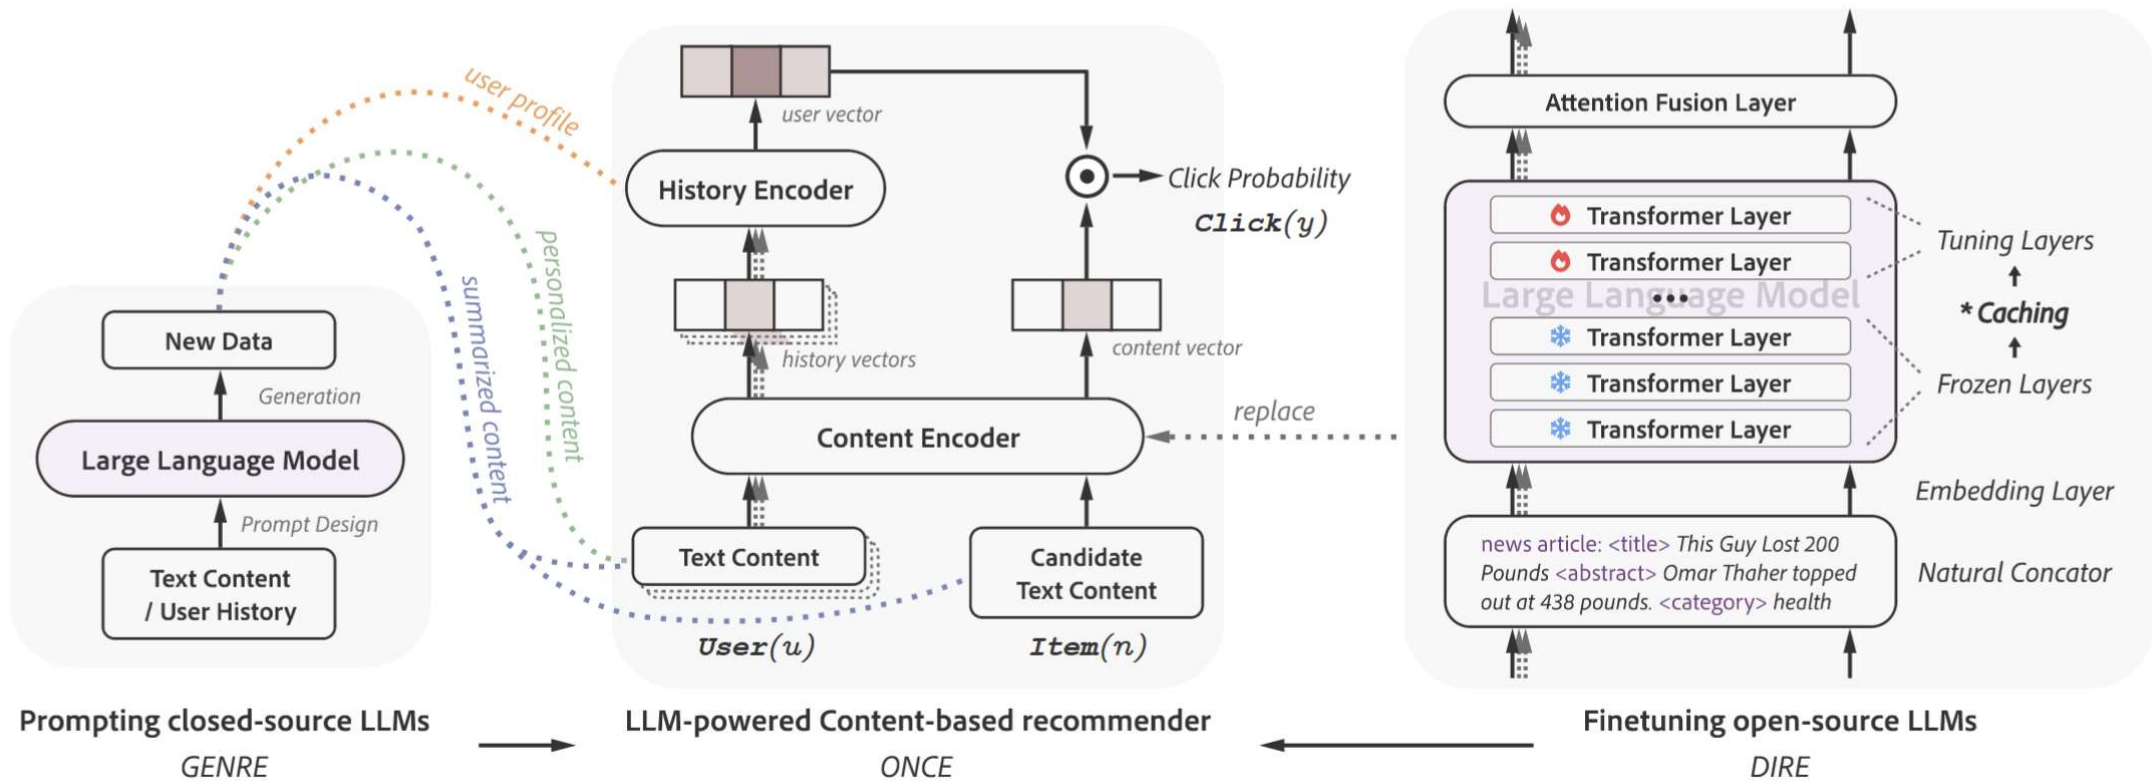 New Data
Generation
Large Language Model
Prompt Design
Text Content
/ User History
Prompting closed-source LLMs
GENRE
user profile
personalized content
summarized content
user vector
History Encoder
Click Probability
Click(y)
history vectors
content vector
Content Encoder
Text Content
Candidate
Text Content
User(u)
Item(n)
LLM-powered Content-based recommender
ONCE
replace
Attention Fusion Layer
Transformer Layer
Transformer Layer
Large Language Model
...
Transformer Layer
Transformer Layer
Transformer Layer
Tuning Layers
* Caching
Frozen Layers
Embedding Layer
news article: <title> This Guy Lost 200
Pounds <abstract> Omar Thaher topped
out at 438 pounds. <category> health
Natural Concator
Finetuning open-source LLMs
DIRE